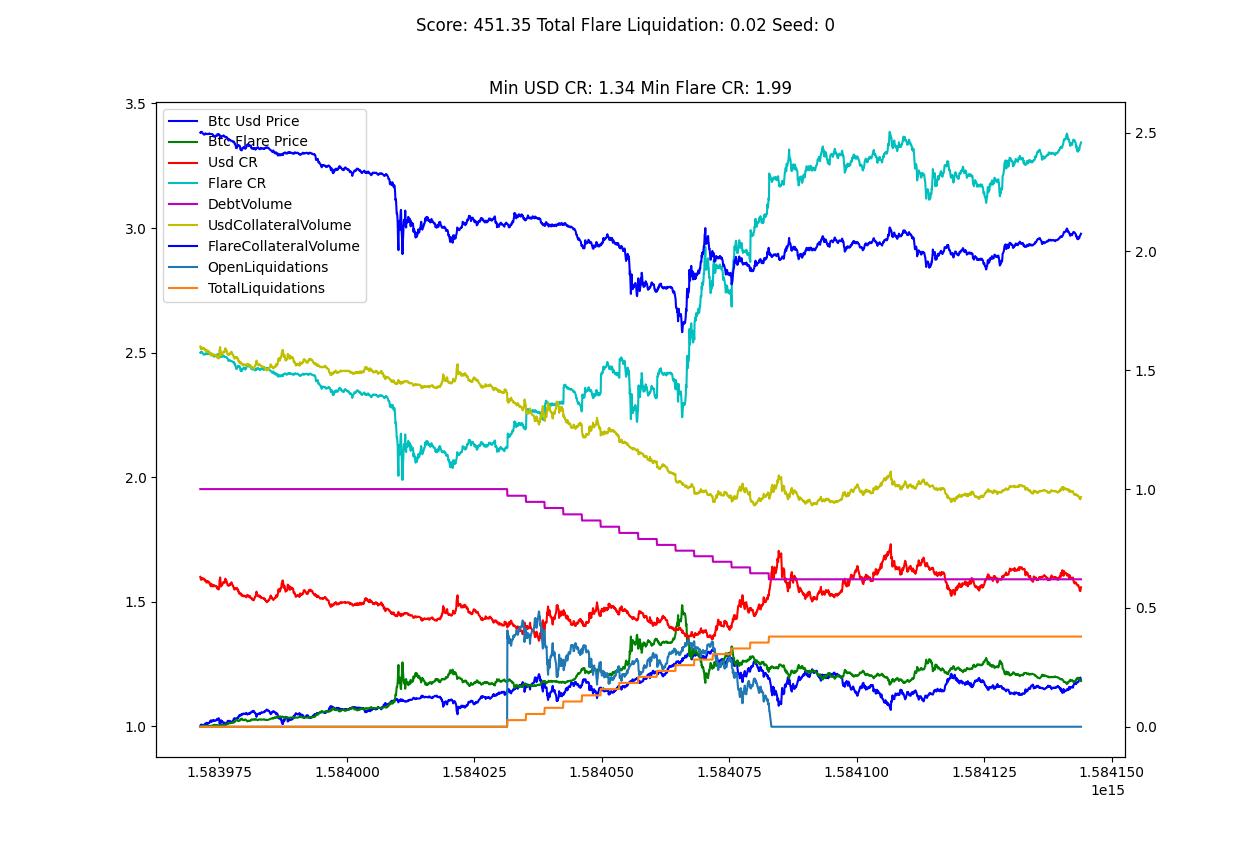 Score: 451.35 Total Flare Liquidation: 0.02 Seed: 0
Min USD CR: 1.34 Min Flare CR: 1.99
3.5
3.0
2.5
2.0
1.5
1.0
Btc Usd Price
Btc Flare Price
Usd CR
Flare CR
DebtVolume
UsdCollateralVolume
FlareCollateralVolume
OpenLiquidations
TotalLiquidations
2.5
2.0
1.5
1.0
0.5
0.0
1.583975 1.584000 1.584025 1.584050 1.584075 1.584100 1.584125 1.584150
1e15